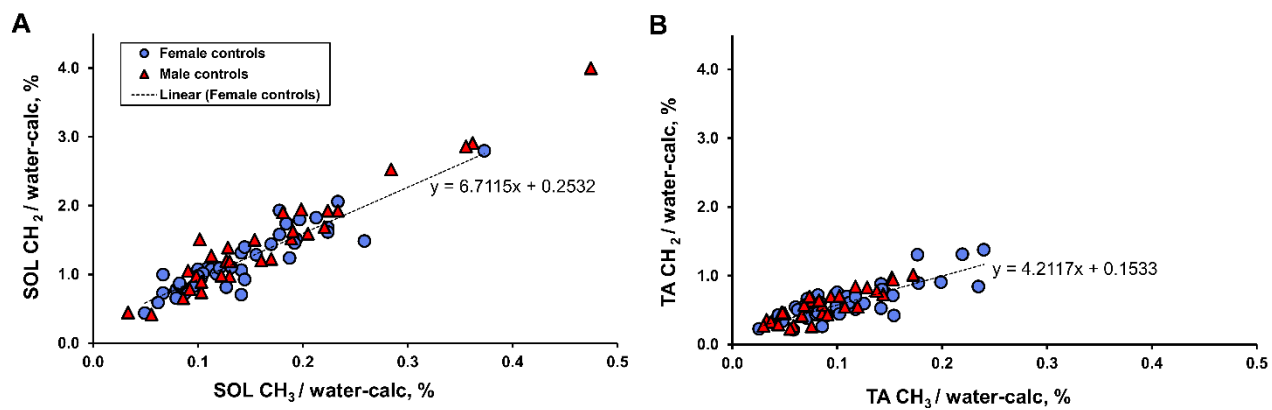 A
Female controls
Male controls
Linear (Female controls)
SOL CH2 / water-calc, %
4.0
3.0
2.0
1.0
0.0
y = 6.7115x + 0.2532
0.0 0.1 0.2 0.3 0.4 0.5
SOL CH3 / water-calc, %
B
TA CH2 / water-calc, %
4.0
3.0
2.0
1.0
0.0
y = 4.2117x + 0.1533
0.0 0.1 0.2 0.3 0.4 0.5
TA CH3 / water-calc, %